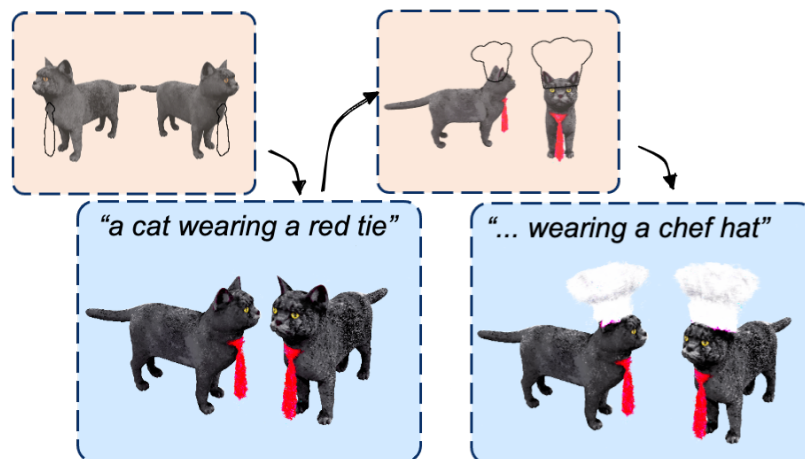 “a cat wearing a red tie”
“... wearing a chef hat”